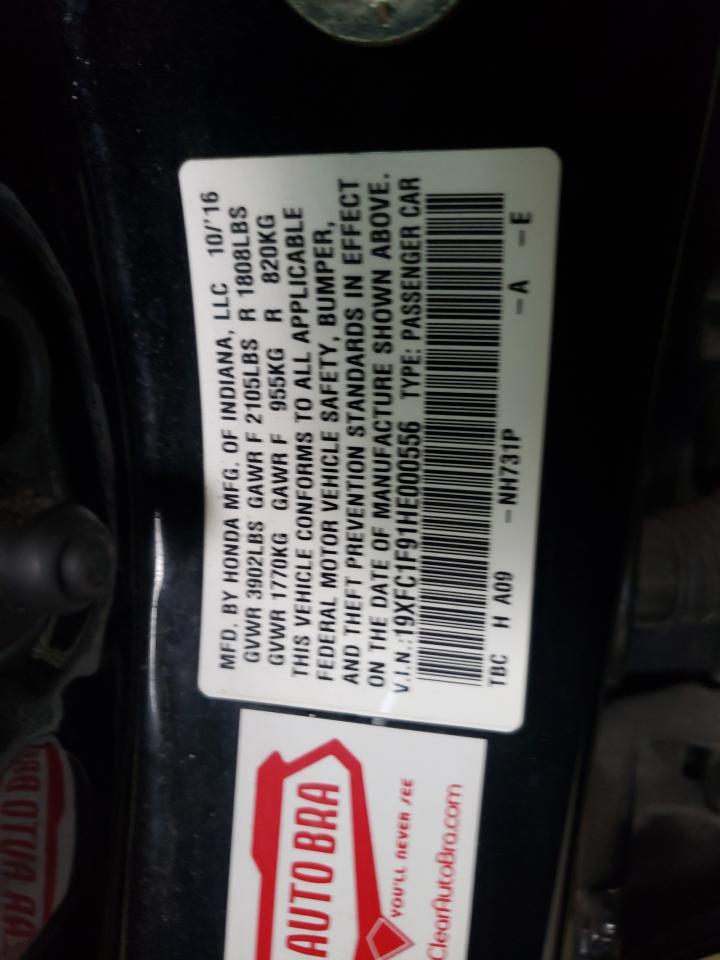 MFD. BY HONDA MFG. OF INDIANA, LLC 10/'16
GVWR 3902LBS GAWR F 2105LBS R 1808LBS
GVWR 1770KG GAWR F 955KG R 820KG
THIS VEHICLE CONFORMS TO ALL APPLICABLE
FEDERAL MOTOR VEHICLE SAFETY, BUMPER,
AND THEFT PREVENTION STANDARDS IN EFFECT
ON THE DATE OF MANUFACTURE SHOWN ABOVE.
V.I.N.:19XFC1F91HE000556 TYPE: PASSENGER CAR
TBC H A09 – NH731P – A – E
AUTO BRA
YOU'LL NEVER SEE
ClearAutoBra.com
AUTO BRA